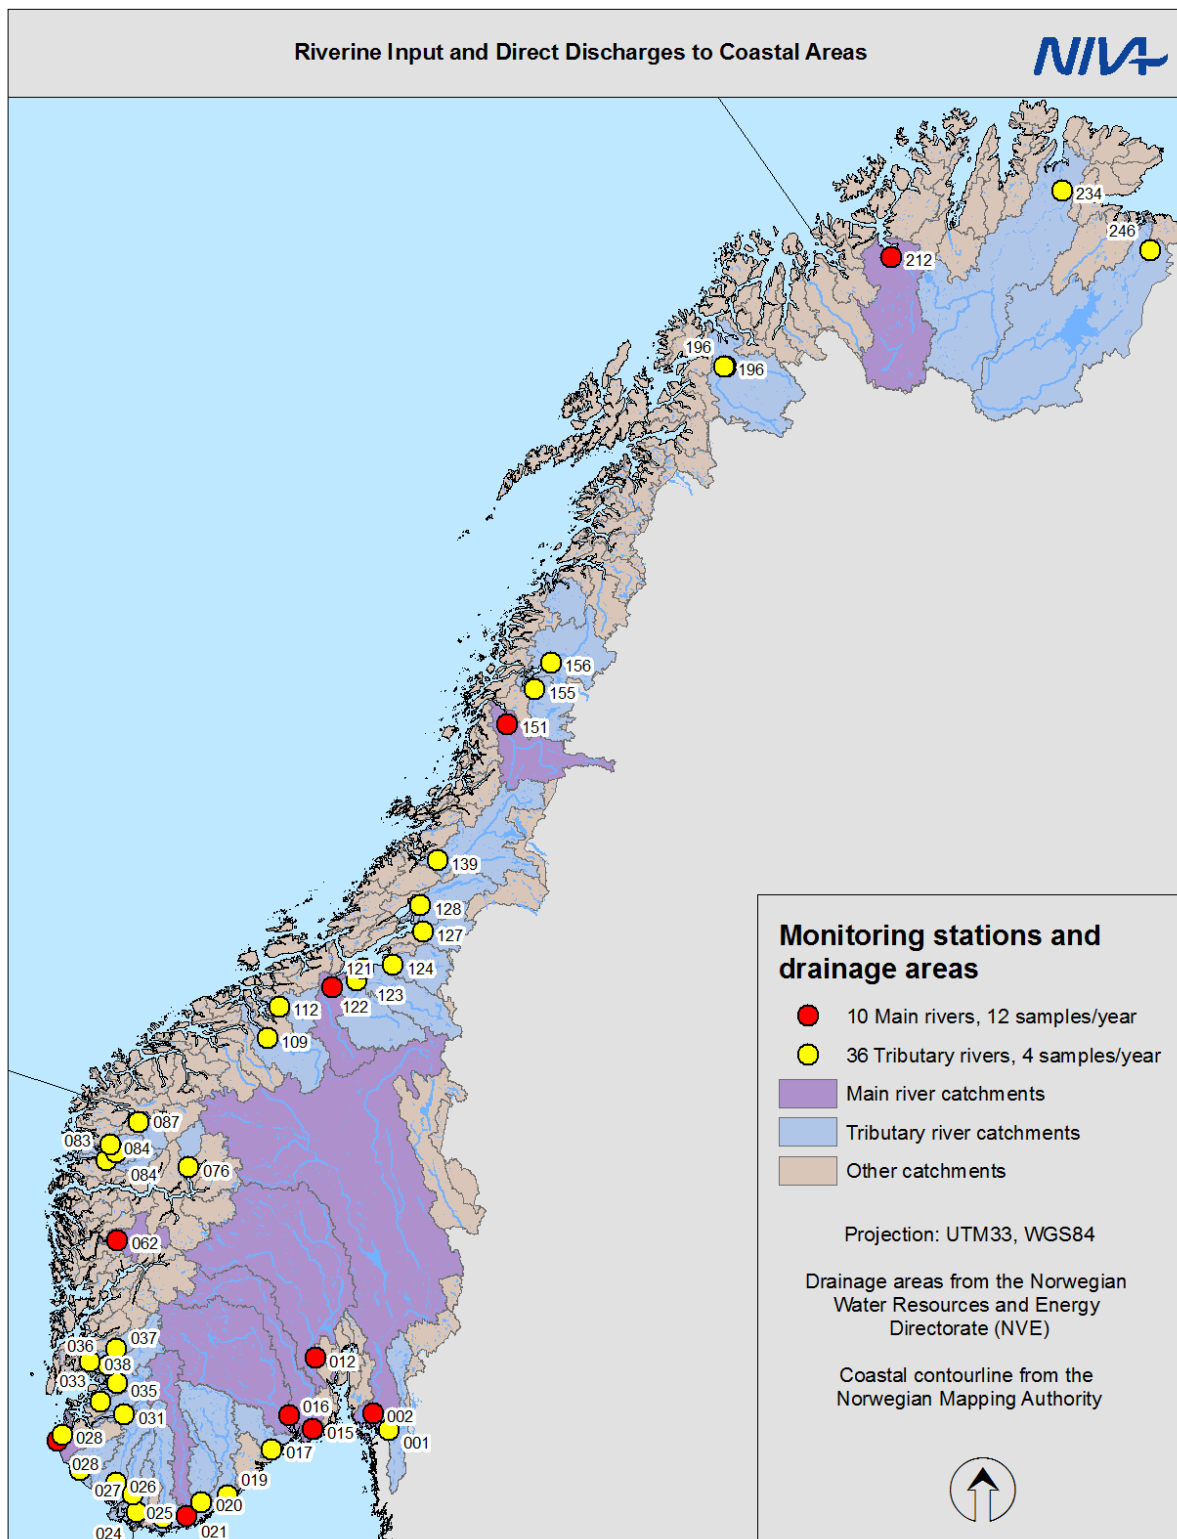 Riverine Input and Direct Discharges to Coastal Areas
NIVA
234
246
212
196
196
156
155
151
139
128
127
124
121
123
122
112
109
087
083
084
084
076
062
037
036
038
033
035
031
028
028
027
026
025
024
021
020
019
017
016
015
012
002
001
Monitoring stations and
drainage areas
10 Main rivers, 12 samples/year
36 Tributary rivers, 4 samples/year
Main river catchments
Tributary river catchments
Other catchments
Projection: UTM33, WGS84
Drainage areas from the Norwegian
Water Resources and Energy
Directorate (NVE)
Coastal contourline from the
Norwegian Mapping Authority